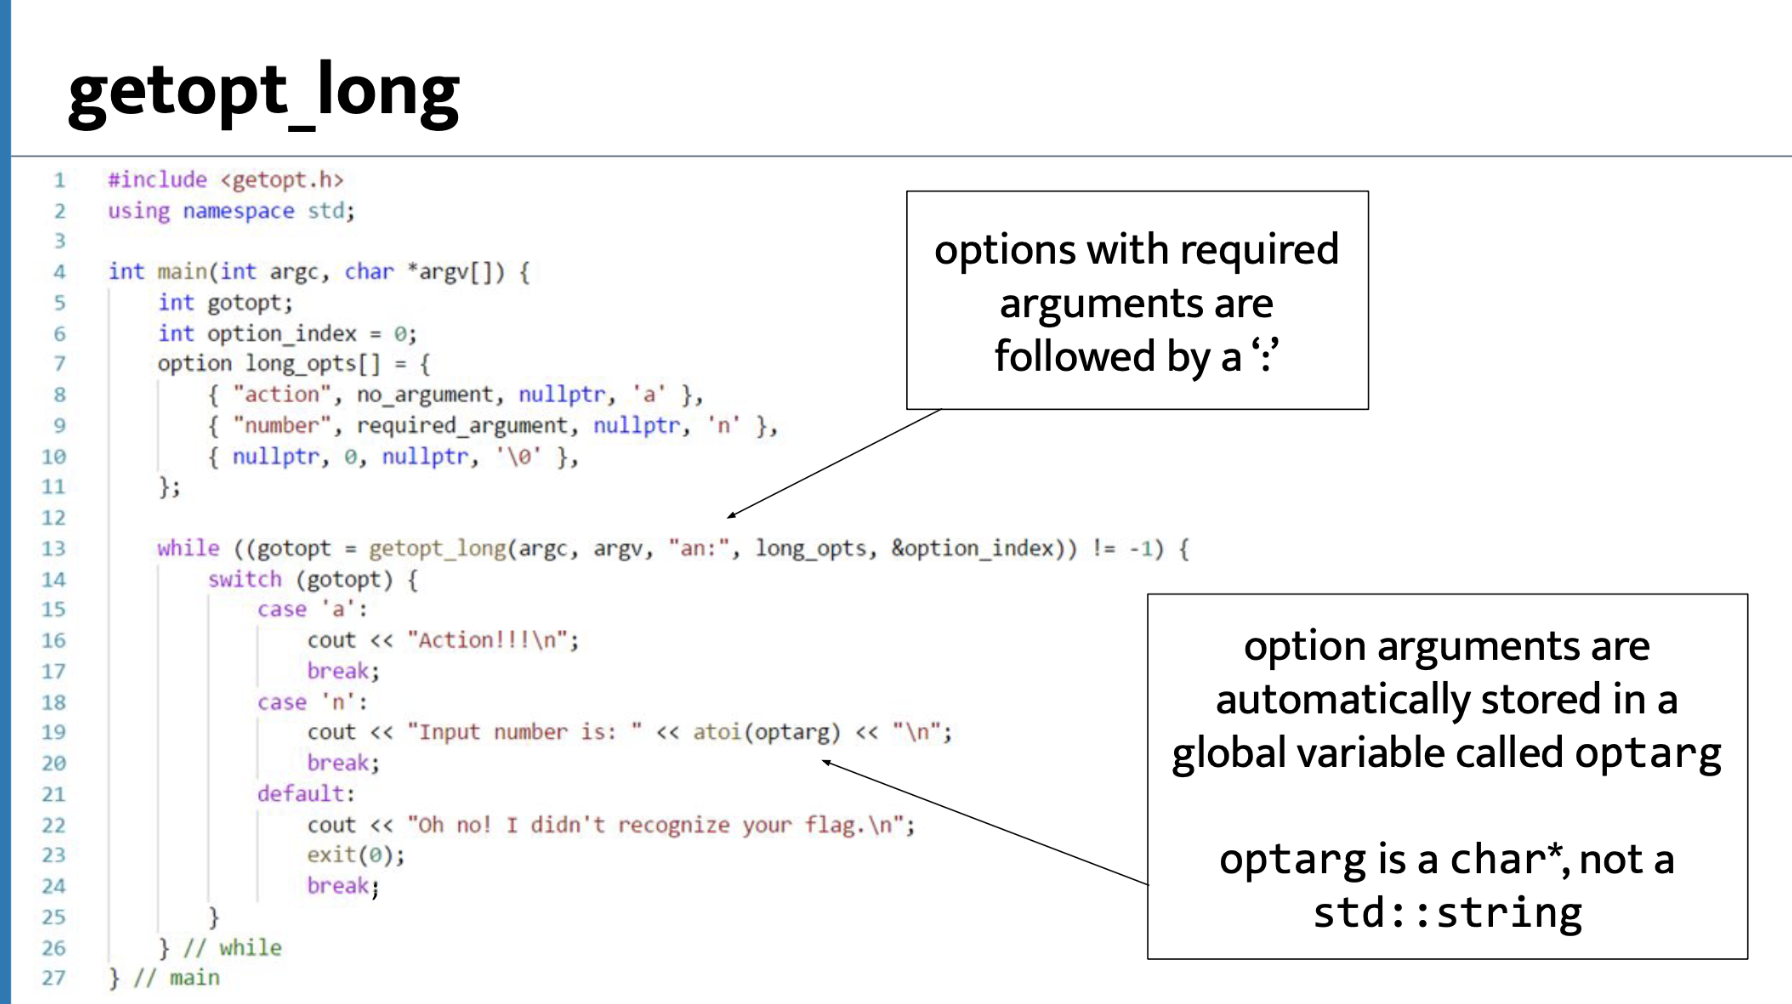 getopt_long
1 #include <getopt.h>
2 using namespace std;
3
4 int main(int argc, char *argv[]) {
5     int gotopt;
6     int option_index = 0;
7     option long_opts[] = {
8         { "action", no_argument, nullptr, 'a' },
9         { "number", required_argument, nullptr, 'n' },
10         { nullptr, 0, nullptr, '\0' },
11     };
12
13     while ((gotopt = getopt_long(argc, argv, "an:", long_opts, &option_index)) != -1) {
14         switch (gotopt) {
15             case 'a':
16                 cout << "Action!!!\n";
17                 break;
18             case 'n':
19                 cout << "Input number is: " << atoi(optarg) << "\n";
20                 break;
21             default:
22                 cout << "Oh no! I didn't recognize your flag.\n";
23                 exit(0);
24                 break;
25         }
26     } // while
27 } // main
options with required
arguments are
followed by a ‘:’
option arguments are
automatically stored in a
global variable called optarg
optarg is a char*, not a
std::string